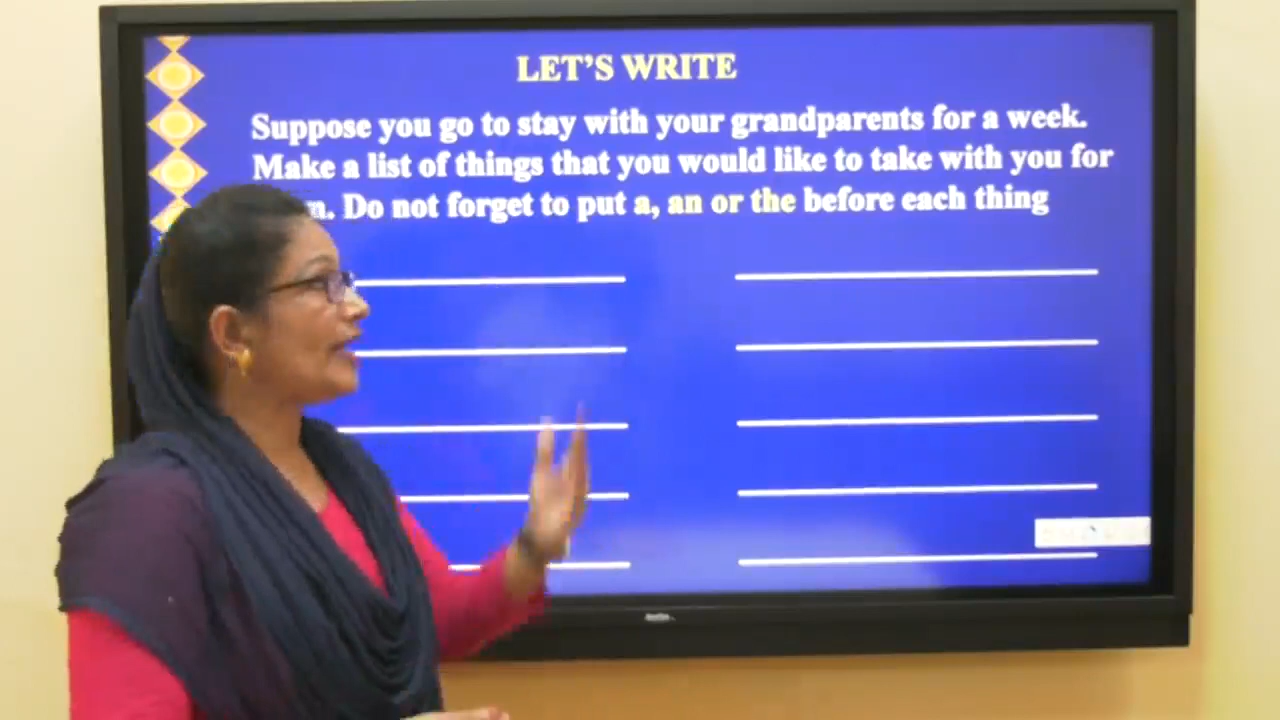 LET'S WRITE
Suppose you go to stay with your grandparents for a week.
Make a list of things that you would like to take with you for
Do not forget to put a, an or the before each thing